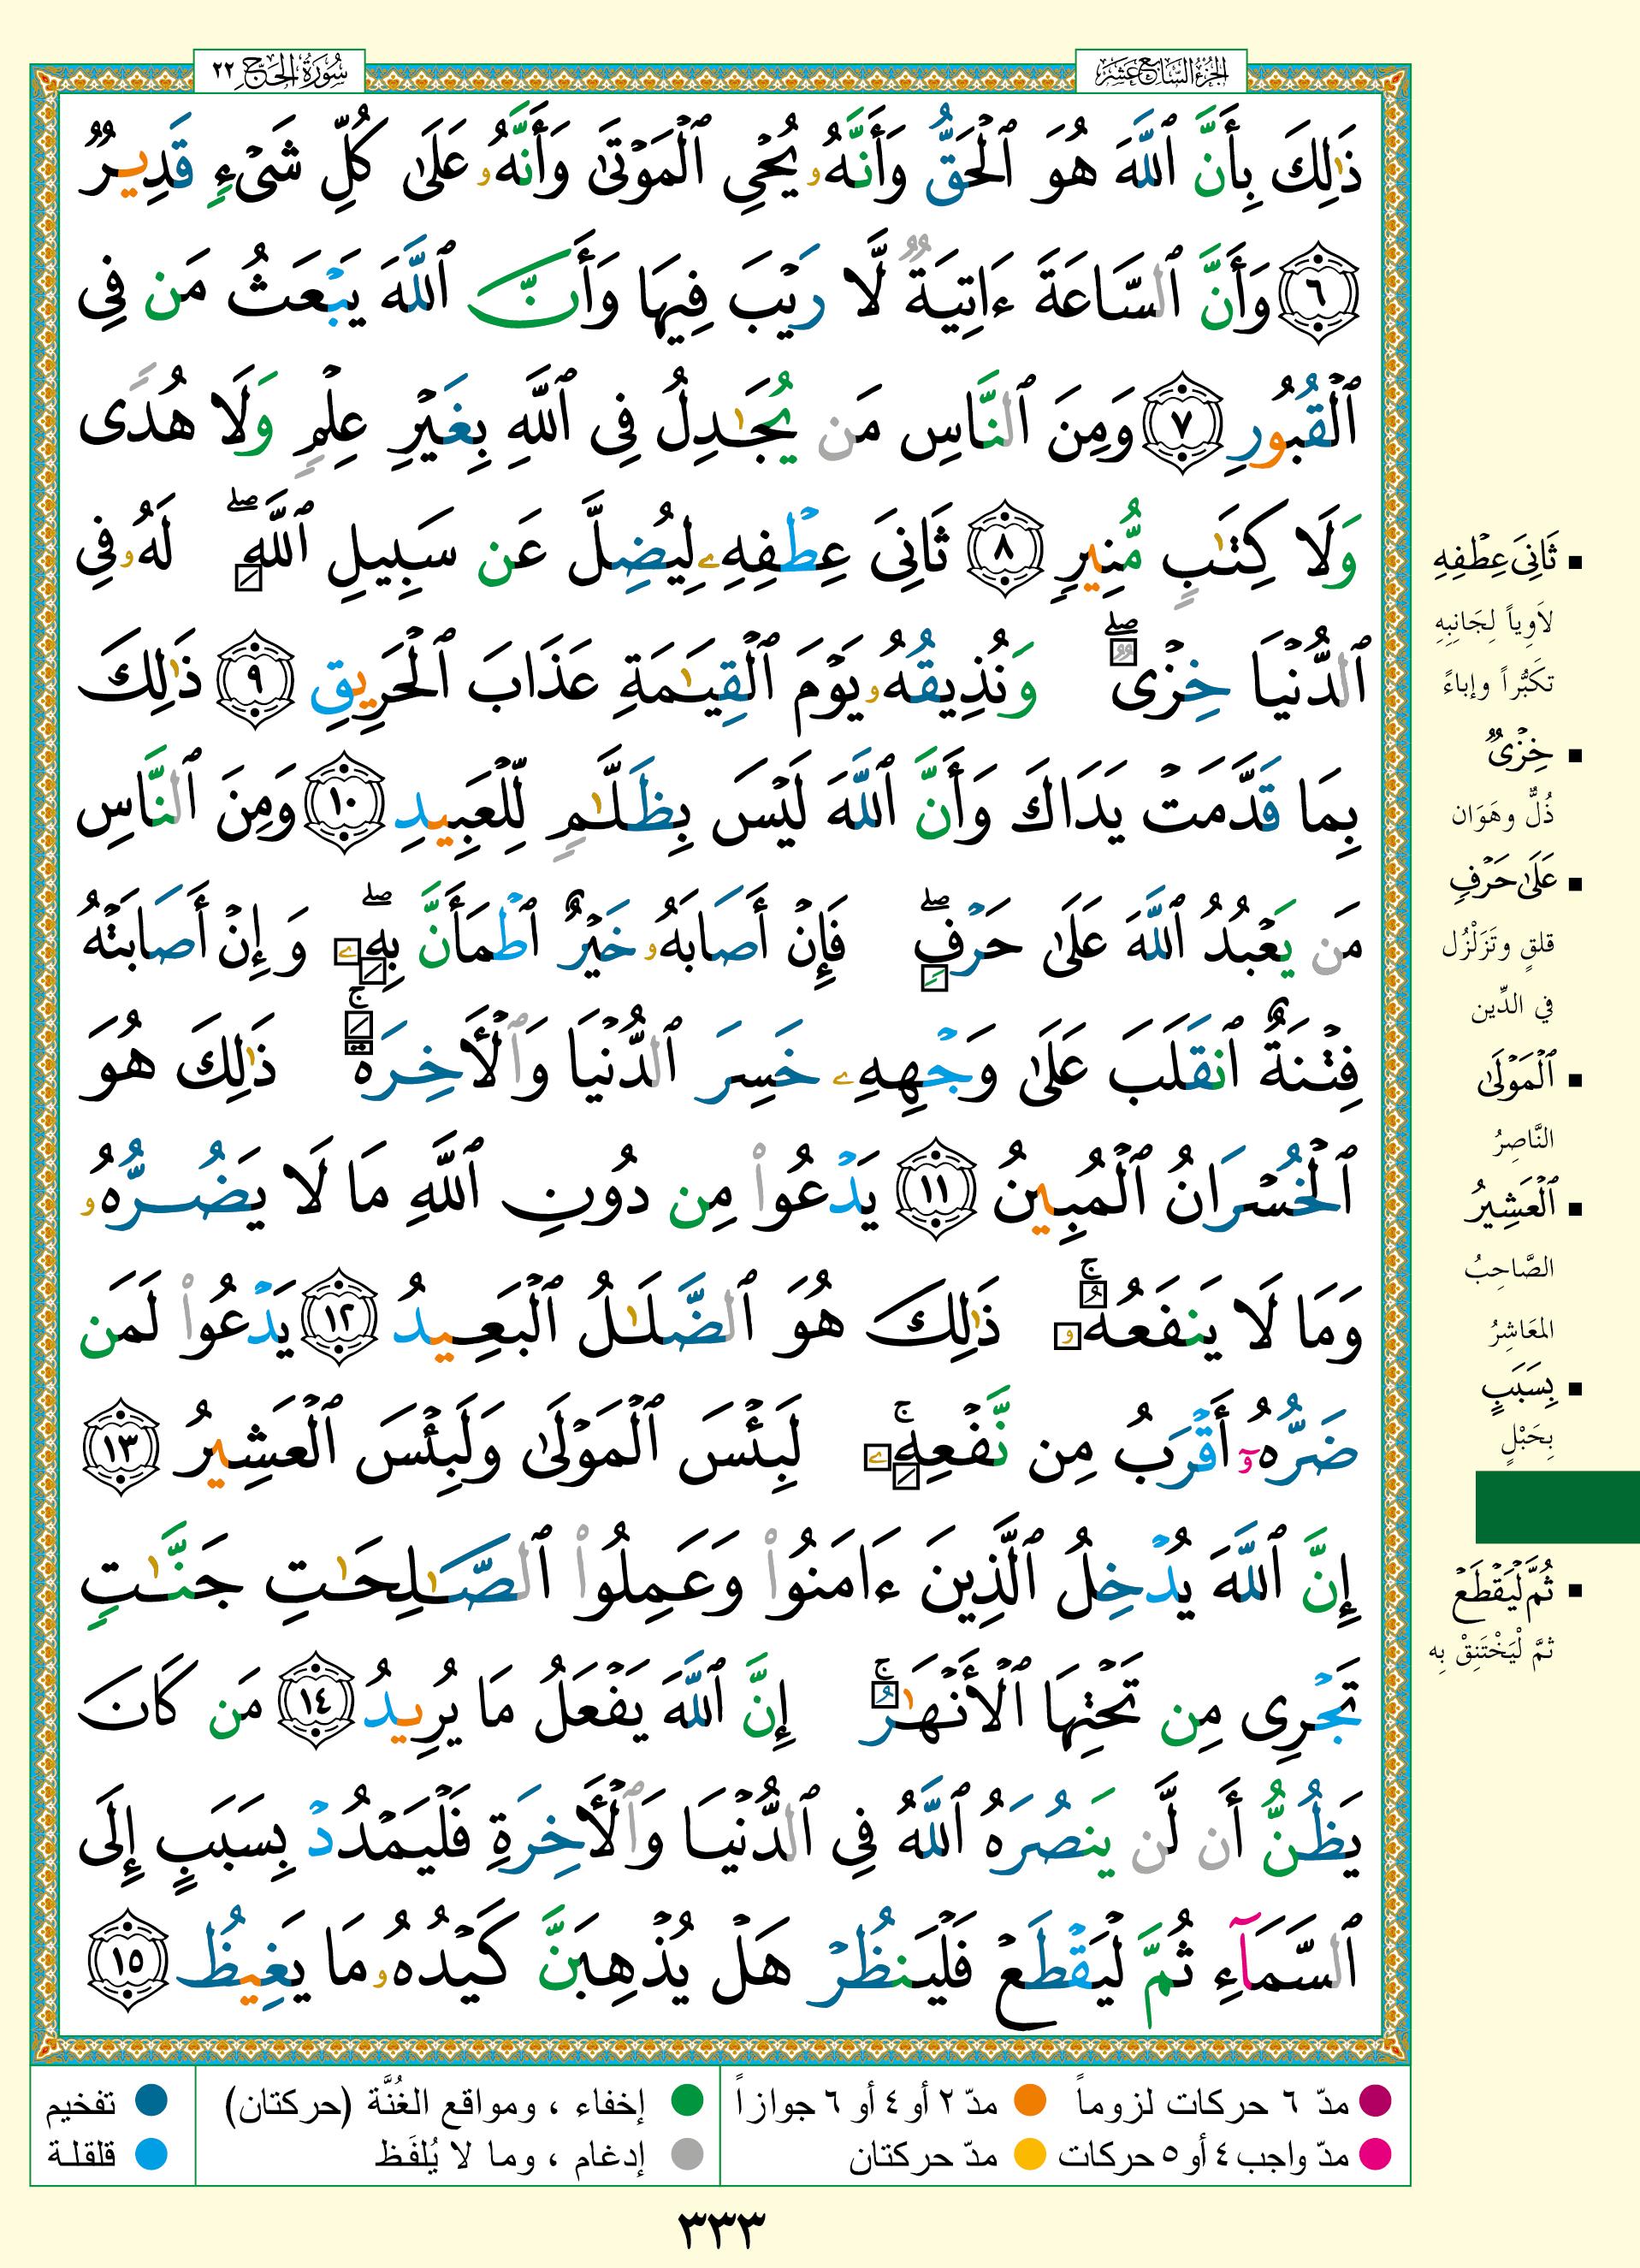 الجزء السابع عشر
سورة الحج ٢٢
ذَٰلِكَ بِأَنَّ ٱللَّهَ هُوَ ٱلْحَقُّ وَأَنَّهُۥ يُحْىِ ٱلْمَوْتَىٰ وَأَنَّهُۥ عَلَىٰ كُلِّ شَىْءٍ قَدِيرٌ
٦ وَأَنَّ ٱلسَّاعَةَ ءَاتِيَةٌ لَّا رَيْبَ فِيهَا وَأَنَّ ٱللَّهَ يَبْعَثُ مَن فِى
ٱلْقُبُورِ ٧ وَمِنَ ٱلنَّاسِ مَن يُجَٰدِلُ فِى ٱللَّهِ بِغَيْرِ عِلْمٍ وَلَا هُدًى
وَلَا كِتَٰبٍ مُّنِيرٍ ٨ ثَانِىَ عِطْفِهِۦ لِيُضِلَّ عَن سَبِيلِ ٱللَّهِ ۖ لَهُۥ فِى
ٱلدُّنْيَا خِزْىٌ ۖ وَنُذِيقُهُۥ يَوْمَ ٱلْقِيَٰمَةِ عَذَابَ ٱلْحَرِيقِ ٩ ذَٰلِكَ
بِمَا قَدَّمَتْ يَدَاكَ وَأَنَّ ٱللَّهَ لَيْسَ بِظَلَّٰمٍ لِّلْعَبِيدِ ١٠ وَمِنَ ٱلنَّاسِ
مَن يَعْبُدُ ٱللَّهَ عَلَىٰ حَرْفٍ ۖ فَإِنْ أَصَابَهُۥ خَيْرٌ ٱطْمَأَنَّ بِهِۦ ۖ وَإِنْ أَصَابَتْهُ
فِتْنَةٌ ٱنقَلَبَ عَلَىٰ وَجْهِهِۦ خَسِرَ ٱلدُّنْيَا وَٱلْأَخِرَةَ ۚ ذَٰلِكَ هُوَ
ٱلْخُسْرَانُ ٱلْمُبِينُ ١١ يَدْعُوا۟ مِن دُونِ ٱللَّهِ مَا لَا يَضُرُّهُۥ
وَمَا لَا يَنفَعُهُۥ ۚ ذَٰلِكَ هُوَ ٱلضَّلَٰلُ ٱلْبَعِيدُ ١٢ يَدْعُوا۟ لَمَن
ضَرُّهُۥٓ أَقْرَبُ مِن نَّفْعِهِۦ ۚ لَبِئْسَ ٱلْمَوْلَىٰ وَلَبِئْسَ ٱلْعَشِيرُ ١٣
إِنَّ ٱللَّهَ يُدْخِلُ ٱلَّذِينَ ءَامَنُوا۟ وَعَمِلُوا۟ ٱلصَّٰلِحَٰتِ جَنَّٰتٍ
تَجْرِى مِن تَحْتِهَا ٱلْأَنْهَٰرُ ۚ إِنَّ ٱللَّهَ يَفْعَلُ مَا يُرِيدُ ١٤ مَن كَانَ
يَظُنُّ أَن لَّن يَنصُرَهُ ٱللَّهُ فِى ٱلدُّنْيَا وَٱلْأَخِرَةِ فَلْيَمْدُدْ بِسَبَبٍ إِلَى
ٱلسَّمَآءِ ثُمَّ لْيَقْطَعْ فَلْيَنظُرْ هَلْ يُذْهِبَنَّ كَيْدُهُۥ مَا يَغِيظُ ١٥
▪ ثَانِىَ عِطْفِهِ
لاَوِياً لِجَانِبِهِ
تكَبُّراً وإباءً
▪ خِزْىٌ
ذُلٌّ وهَوَان
▪ عَلَىٰ حَرْفٍ
قلقٍ وتَزَلْزُل
في الدِّين
▪ ٱلْمَوْلَىٰ
النَّاصِرُ
▪ ٱلْعَشِيرُ
الصَّاحِبُ
المعَاشِرُ
▪ بِسَبَبٍ
بِحَبْلٍ
▪ ثُمَّ لْيَقْطَعْ
ثمَّ لْيَخْتَنِقْ بِه
مدّ ٦ حركات لزوماً مدّ ٢ أو ٤ أو ٦ جوازاً إخفاء ، ومواقع الغُنَّة (حركتان) تفخيم
مدّ واجب ٤ أو ٥ حركات مدّ حركتان إدغام ، وما لا يُلفَظ قلقلة
٣٣٣